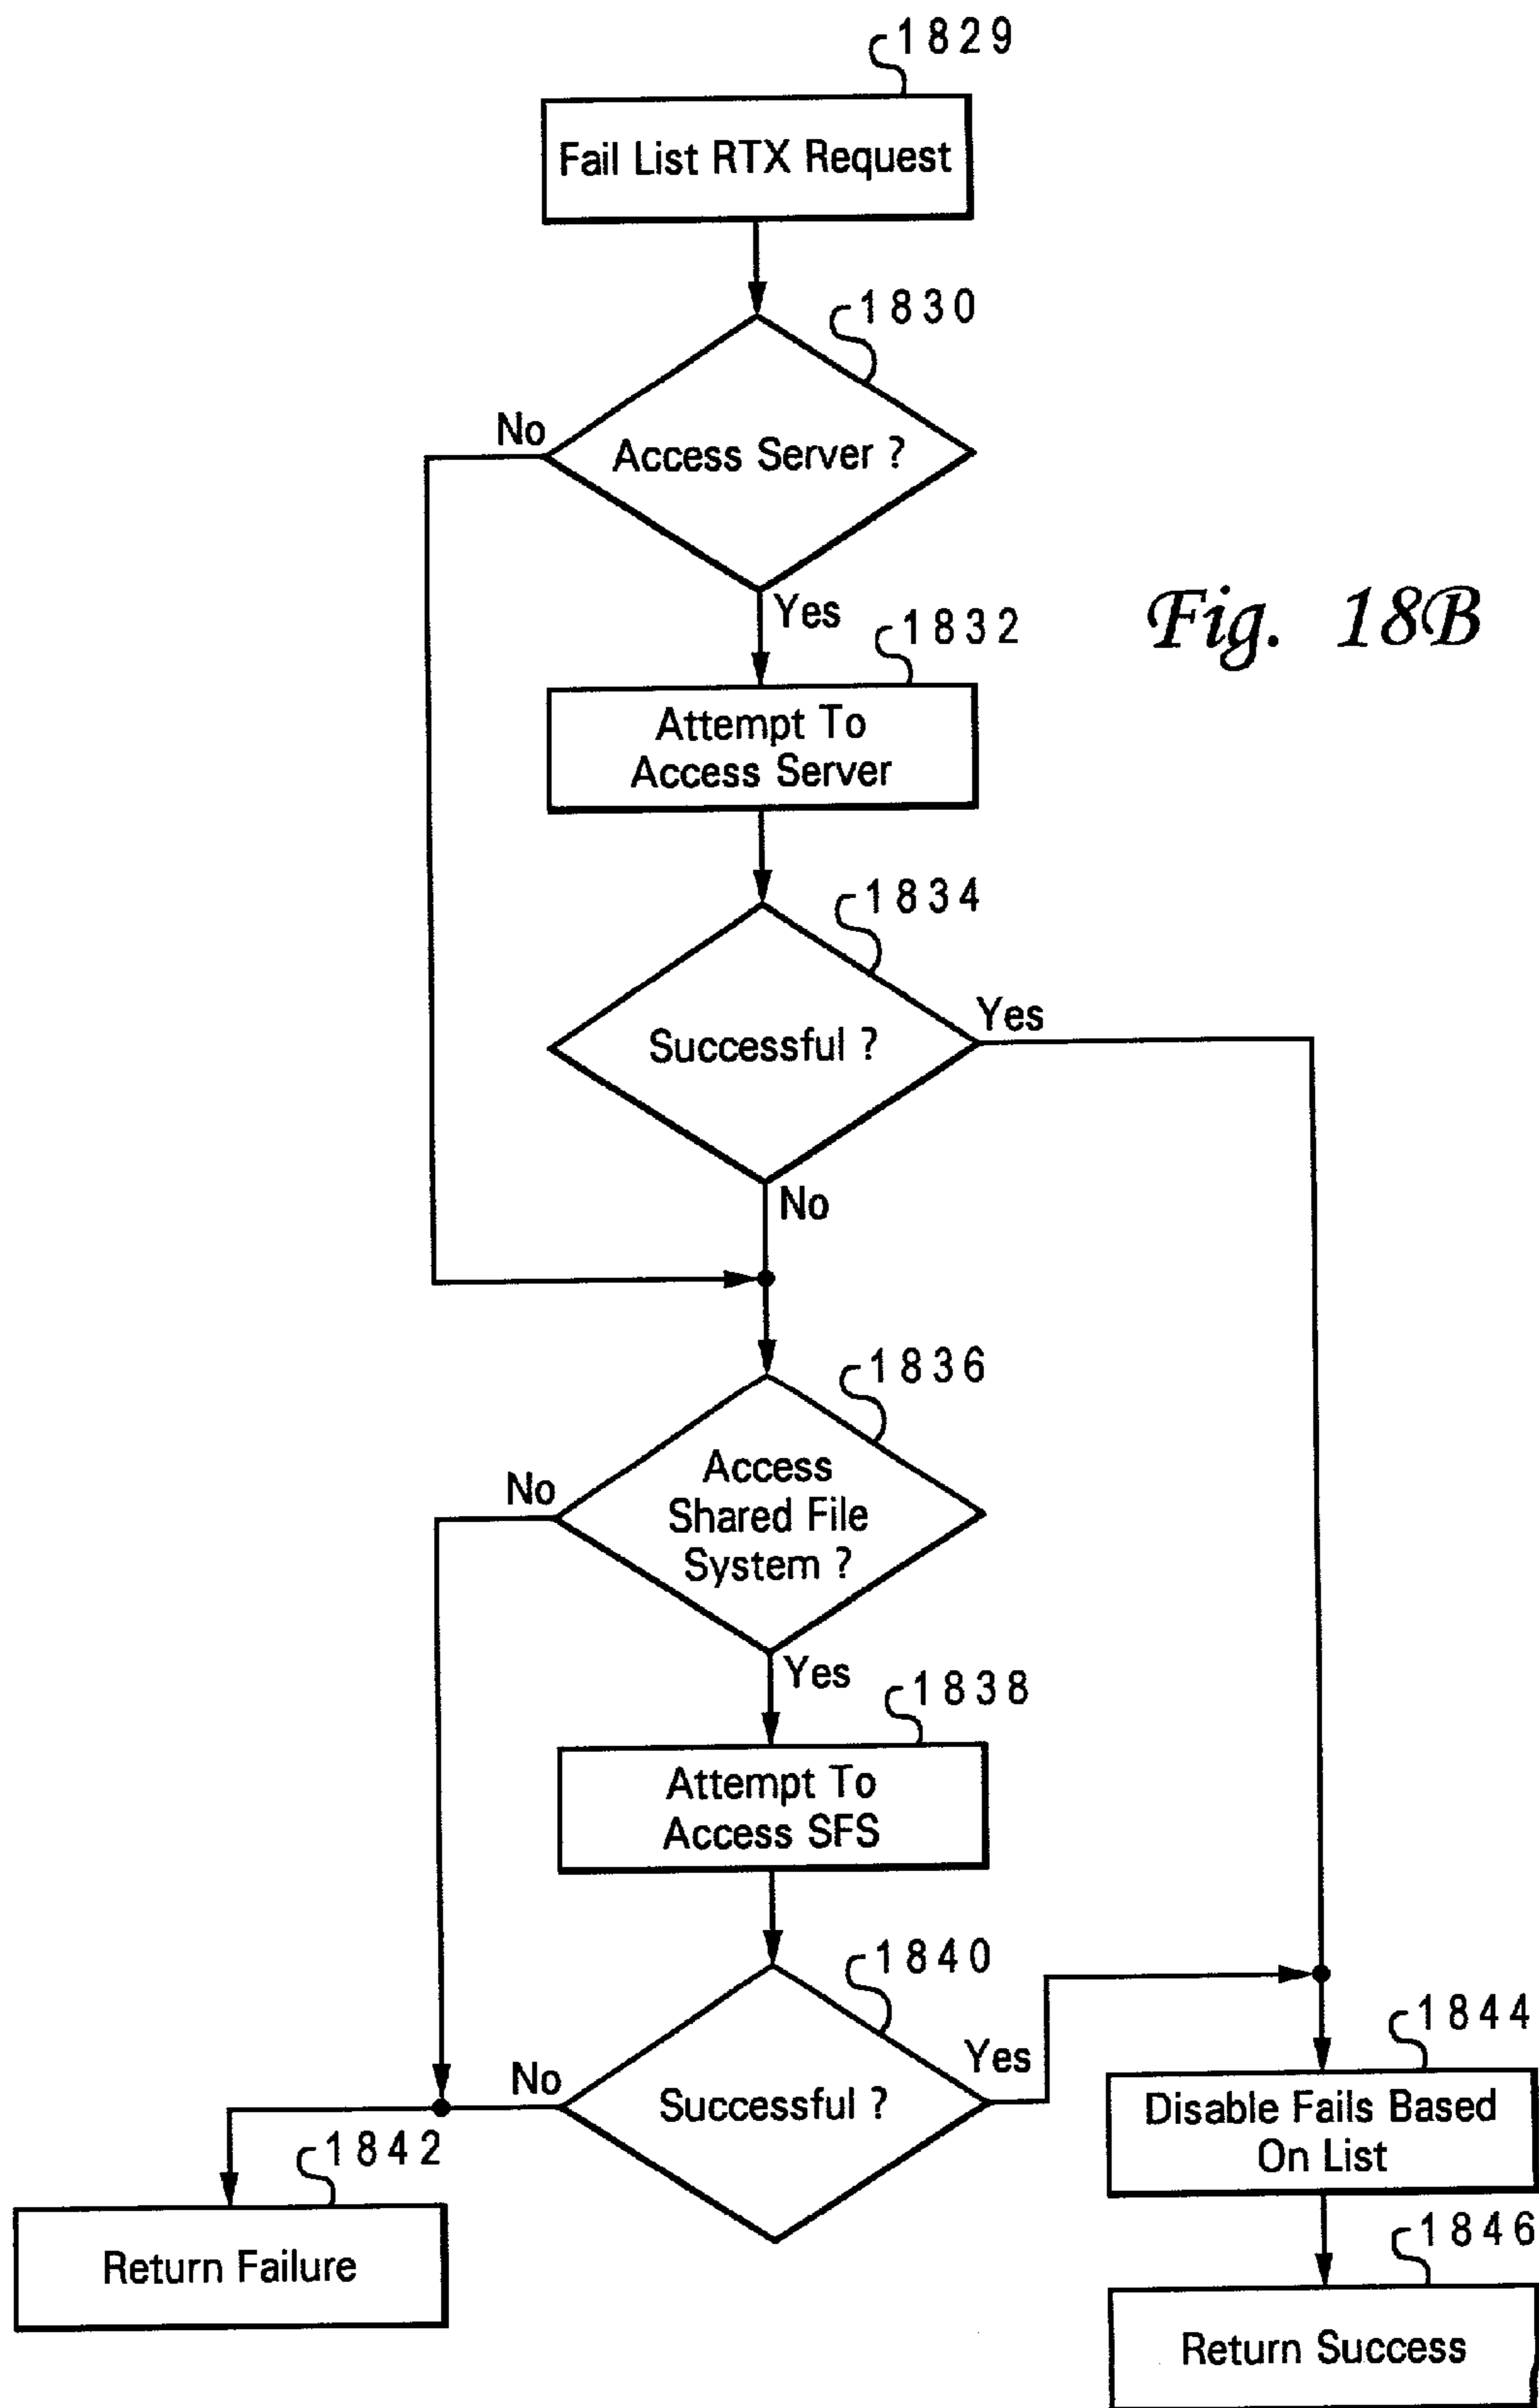 1829
Fail List RTX Request
1830
No
Access Server ?
Yes
Fig. 18B
1832
Attempt To
Access Server
1834
Yes
Successful ?
No
1836
No
Access
Shared File
System ?
Yes
1838
Attempt To
Access SFS
1840
No
Yes
Successful ?
1844
Disable Fails Based
On List
1842
Return Failure
1846
Return Success